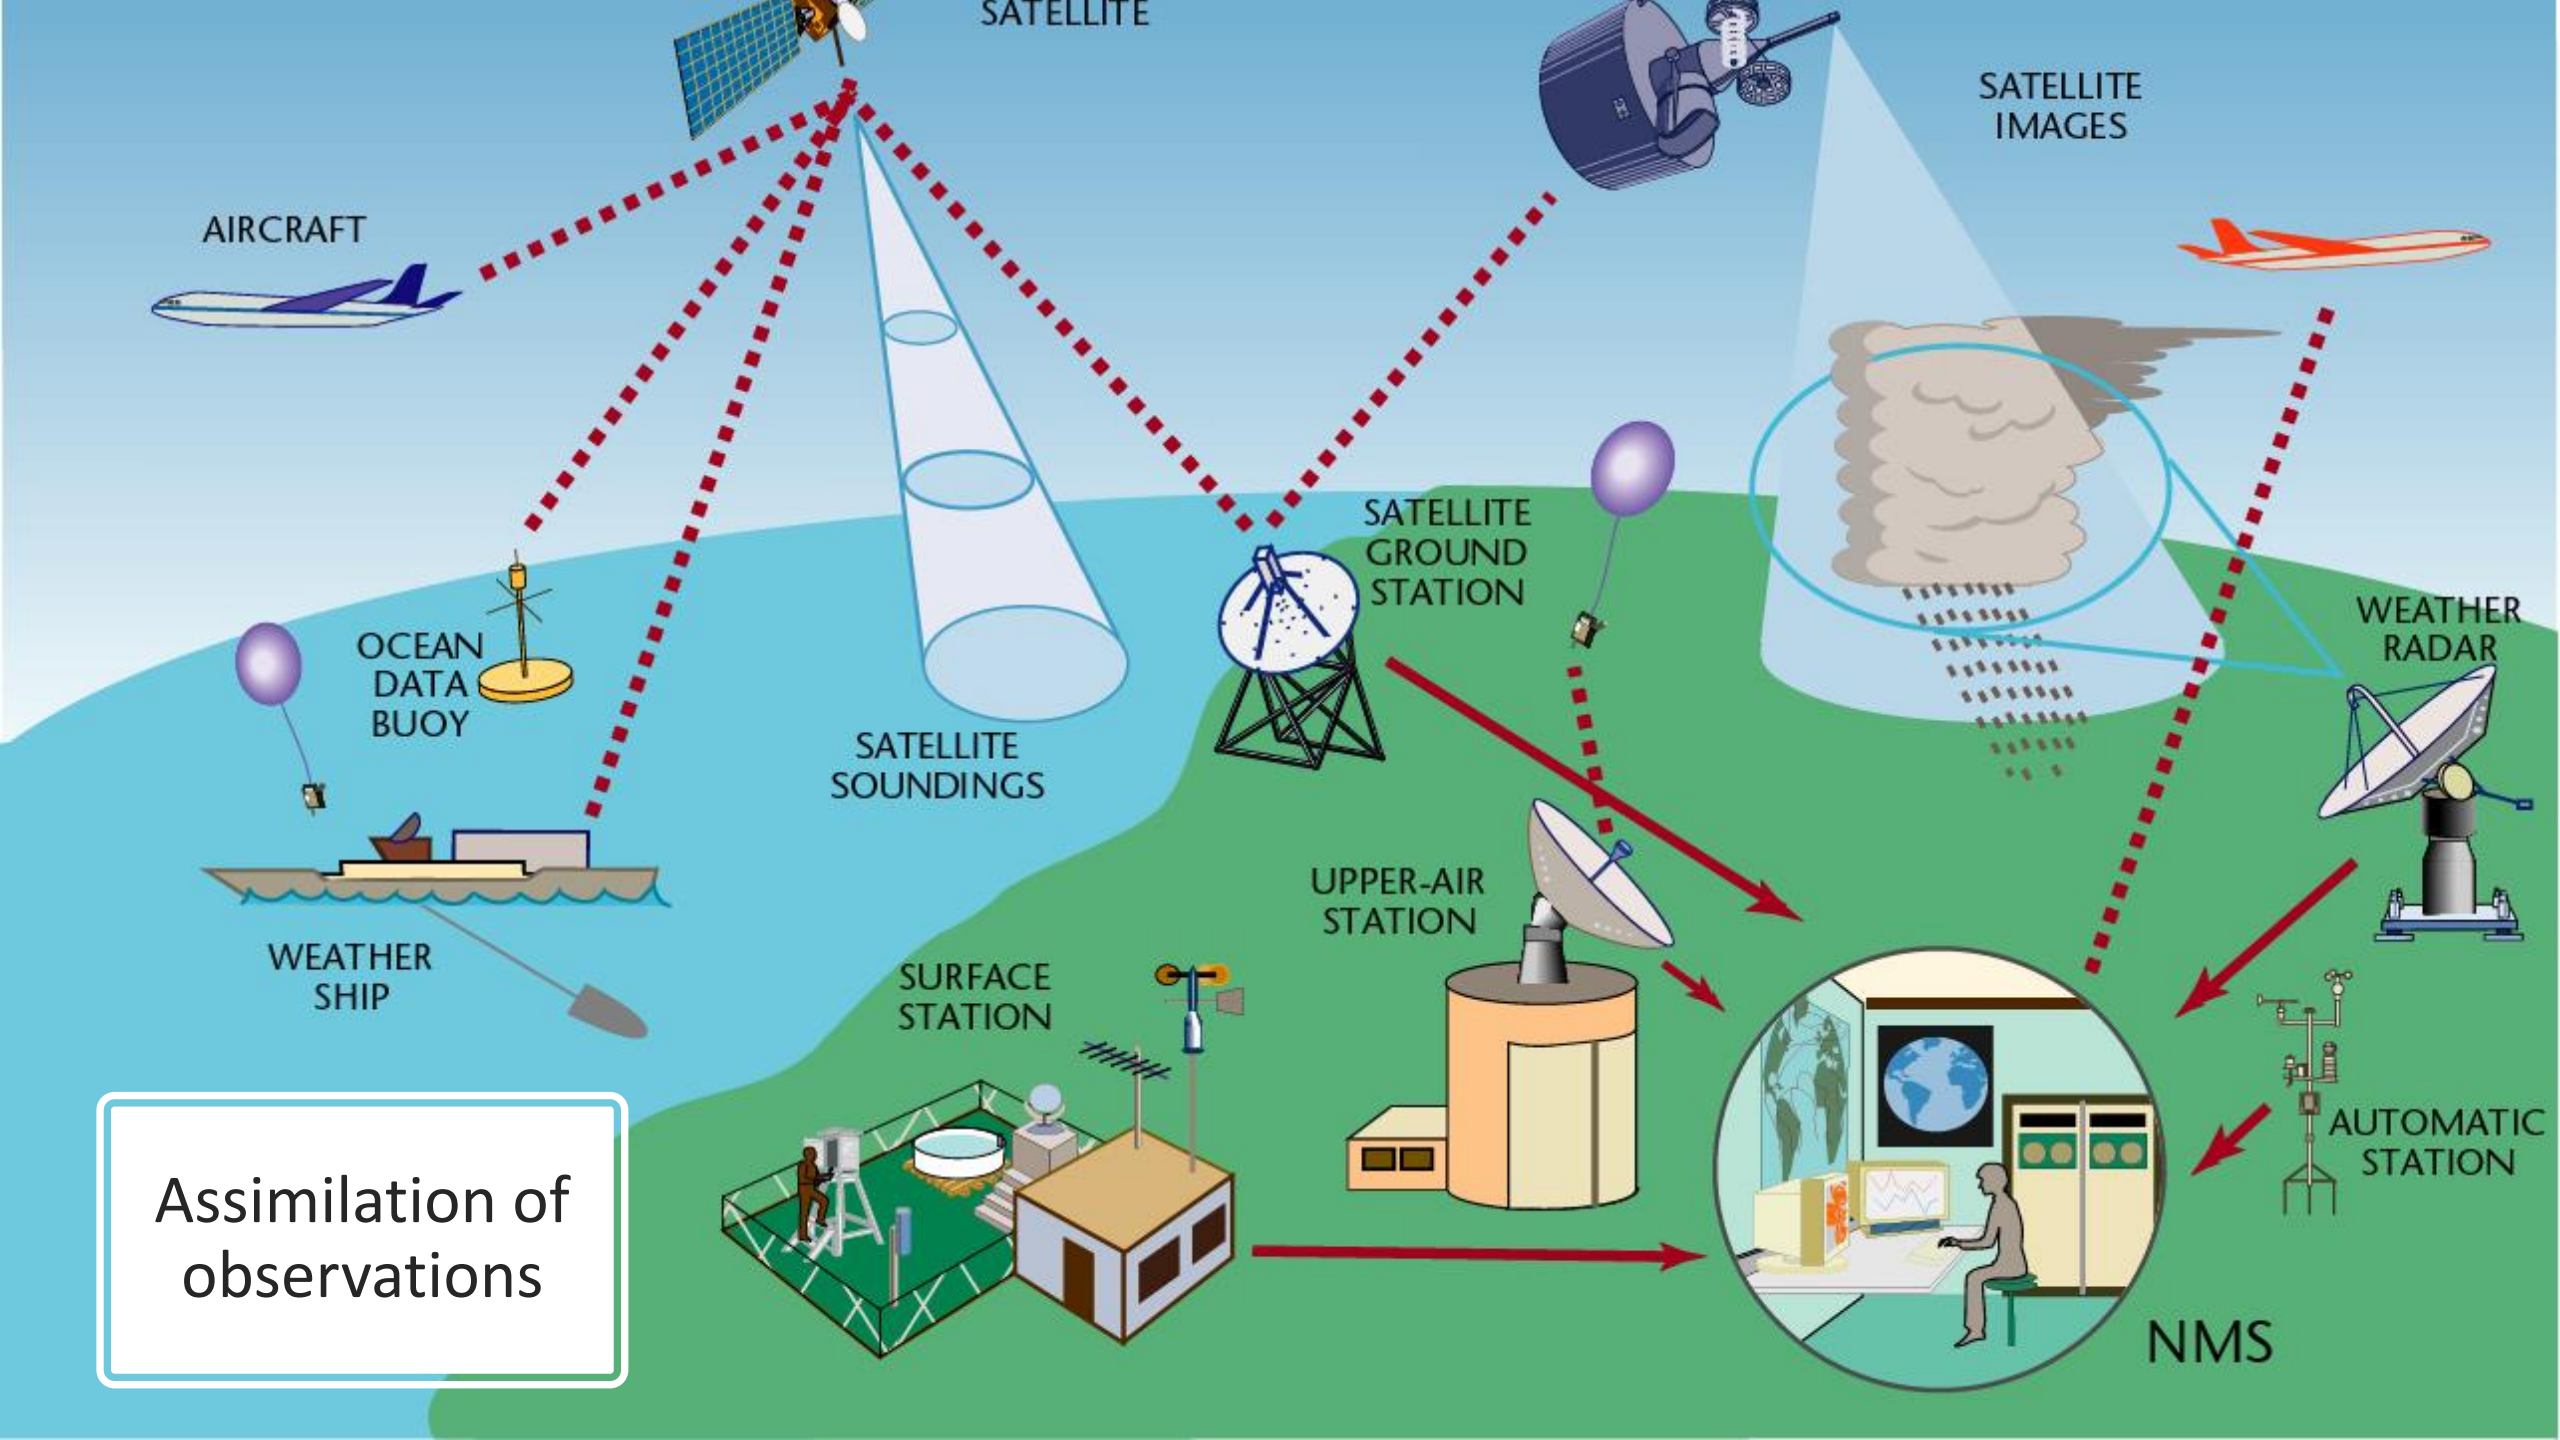 SATELLITE
SATELLITE
IMAGES
AIRCRAFT
SATELLITE
GROUND
STATION
WEATHER
RADAR
OCEAN
DATA
BUOY
SATELLITE
SOUNDINGS
UPPER-AIR
STATION
WEATHER
SHIP
SURFACE
STATION
AUTOMATIC
STATION
Assimilation of
observations
NMS